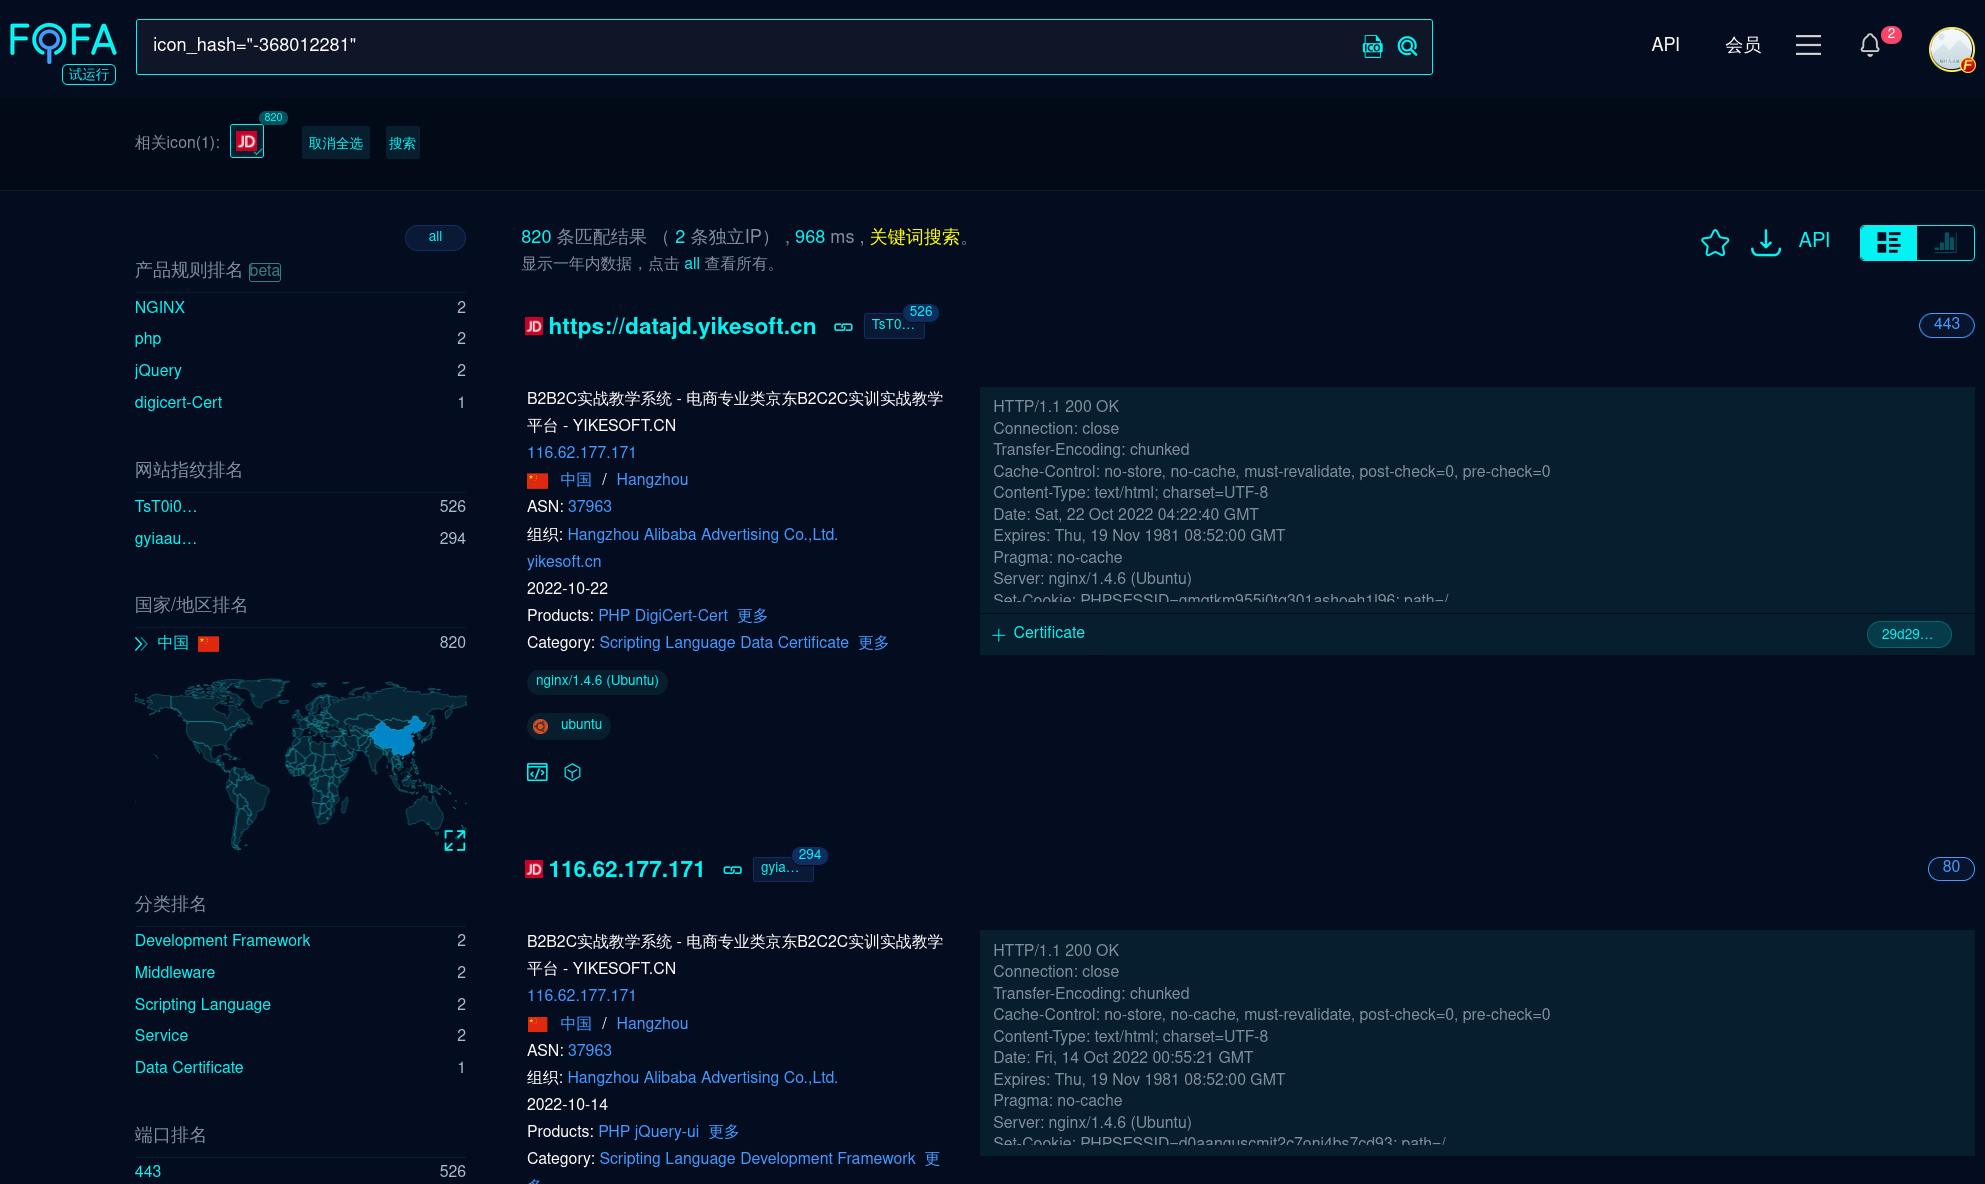 FOFA
试运行
icon_hash="-368012281"
ICO
API
会员
2
F
相关icon(1):
JD
820
取消全选
搜索
all
产品规则排名 beta
NGINX 2
php 2
jQuery 2
digicert-Cert 1
网站指纹排名
TsT0i0... 526
gyiaau... 294
国家/地区排名
中国 820
分类排名
Development Framework 2
Middleware 2
Scripting Language 2
Service 2
Data Certificate 1
端口排名
443 526
820 条匹配结果 （ 2 条独立IP） , 968 ms , 关键词搜索。
显示一年内数据，点击 all 查看所有。
API
JD https://datajd.yikesoft.cn TsT0... 526
443
B2B2C实战教学系统 - 电商专业类京东B2C2C实训实战教学
平台 - YIKESOFT.CN
116.62.177.171
中国 / Hangzhou
ASN: 37963
组织: Hangzhou Alibaba Advertising Co.,Ltd.
yikesoft.cn
2022-10-22
Products: PHP DigiCert-Cert 更多
Category: Scripting Language Data Certificate 更多
nginx/1.4.6 (Ubuntu)
ubuntu
HTTP/1.1 200 OK
Connection: close
Transfer-Encoding: chunked
Cache-Control: no-store, no-cache, must-revalidate, post-check=0, pre-check=0
Content-Type: text/html; charset=UTF-8
Date: Sat, 22 Oct 2022 04:22:40 GMT
Expires: Thu, 19 Nov 1981 08:52:00 GMT
Pragma: no-cache
Server: nginx/1.4.6 (Ubuntu)
Set-Cookie: path=/
Certificate
29d29...
JD 116.62.177.171 gyia... 294
80
B2B2C实战教学系统 - 电商专业类京东B2C2C实训实战教学
平台 - YIKESOFT.CN
116.62.177.171
中国 / Hangzhou
ASN: 37963
组织: Hangzhou Alibaba Advertising Co.,Ltd.
2022-10-14
Products: PHP jQuery-ui 更多
Category: Scripting Language Development Framework 更
多
HTTP/1.1 200 OK
Connection: close
Transfer-Encoding: chunked
Cache-Control: no-store, no-cache, must-revalidate, post-check=0, pre-check=0
Content-Type: text/html; charset=UTF-8
Date: Fri, 14 Oct 2022 00:55:21 GMT
Expires: Thu, 19 Nov 1981 08:52:00 GMT
Pragma: no-cache
Server: nginx/1.4.6 (Ubuntu)
Set-Cookie: path=/